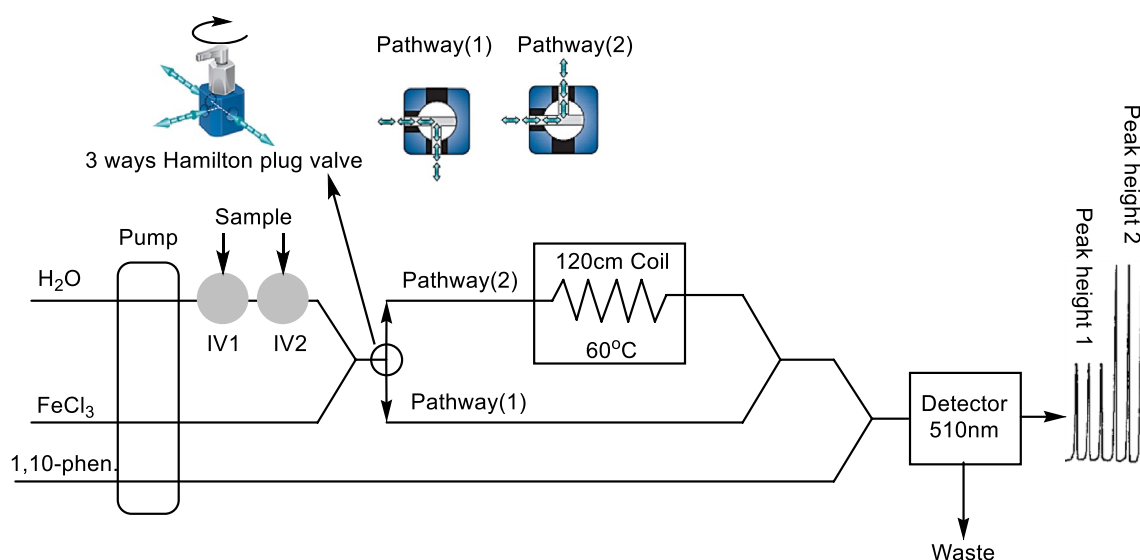 Pathway(1)
Pathway(2)
3 ways Hamilton plug valve
Sample
Pump
H₂O
IV1
IV2
Pathway(2)
120cm Coil
60°C
FeCl₃
Pathway(1)
1,10-phen.
Detector
510nm
Waste
Peak height 1
Peak height 2